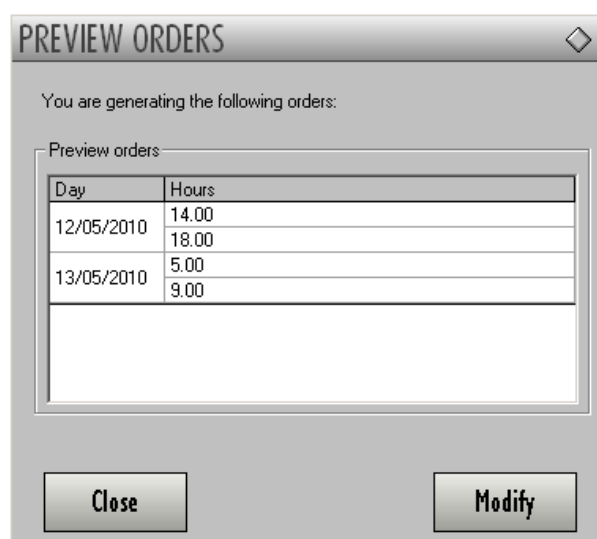 PREVIEW ORDERS
You are generating the following orders:
Preview orders
Day Hours
12/05/2010 14.00
18.00
13/05/2010 5.00
9.00
Close Modify